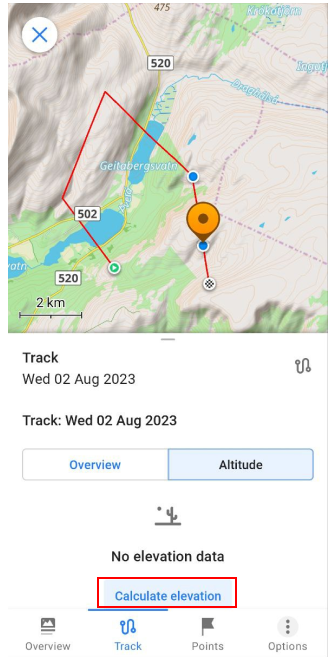 475
Krókatjörn
520
Geitabergsvatn
502
520
2 km
Track
Wed 02 Aug 2023
Track: Wed 02 Aug 2023
Overview
Altitude
No elevation data
Calculate elevation
Overview
Track
Points
Options